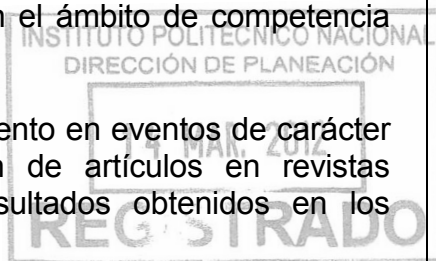 n el ámbito de competencia
INSTITUTO POLITÉCNICO NACIONAL
DIRECCIÓN DE PLANEACIÓN
ento en eventos de carácter
14 MAR. 2012
n de artículos en revistas
sultados obtenidos en los
REGISTRADO